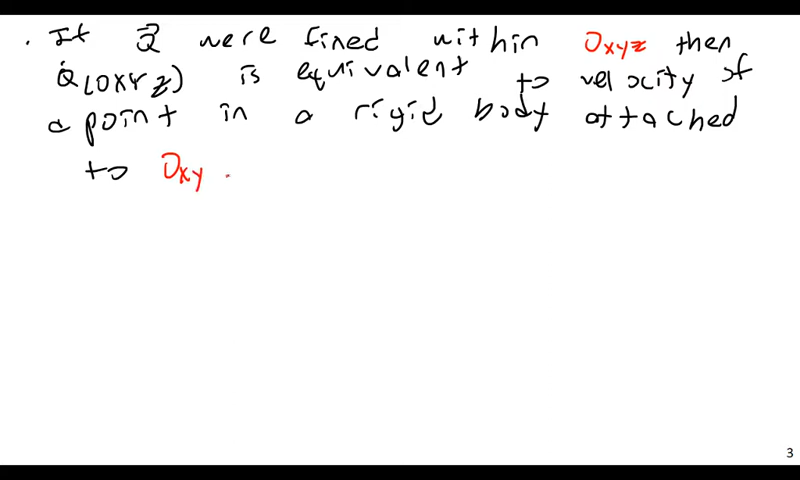 . If Q⃗ were fined within Oxyz then
Q̇(OXYZ) is equivalent to velocity of
a point in a rigid body attached
to Oxy.
3